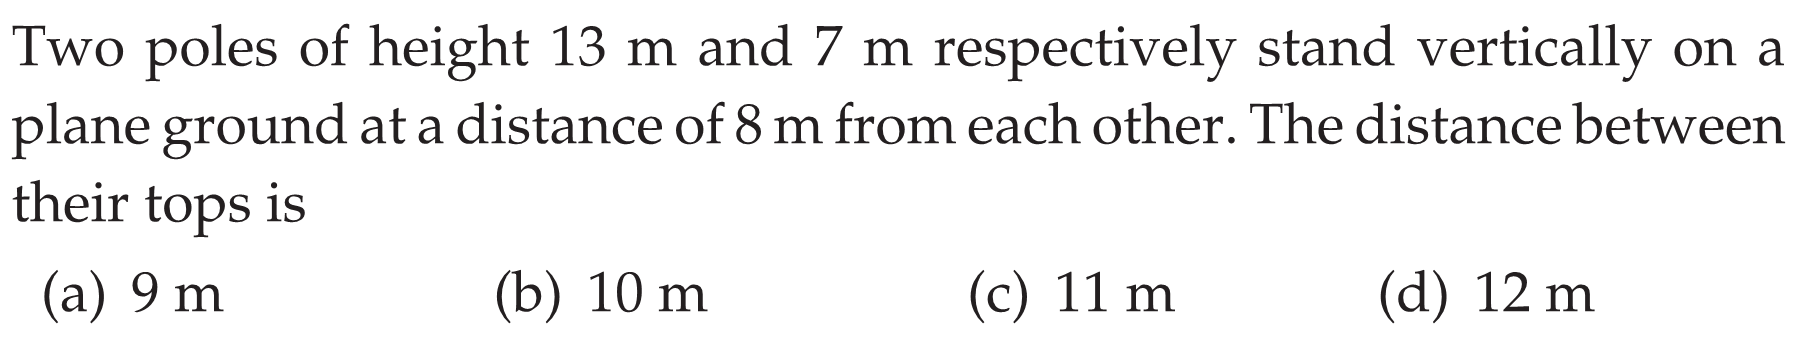 Two poles of height 13 m and 7 m respectively stand vertically on a
plane ground at a distance of 8 m from each other. The distance between
their tops is
(a) 9 m (b) 10 m (c) 11 m (d) 12 m